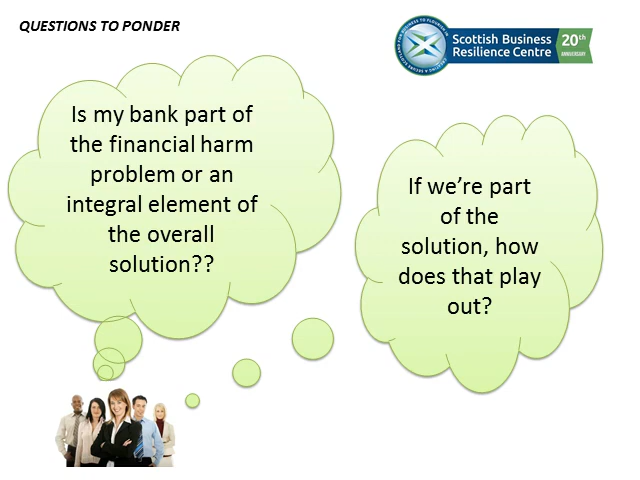 QUESTIONS TO PONDER
Scottish Business
Resilience Centre
20th
ANNIVERSARY
Is my bank part of
the financial harm
problem or an
integral element of
the overall
solution??
If we’re part
of the
solution, how
does that play
out?